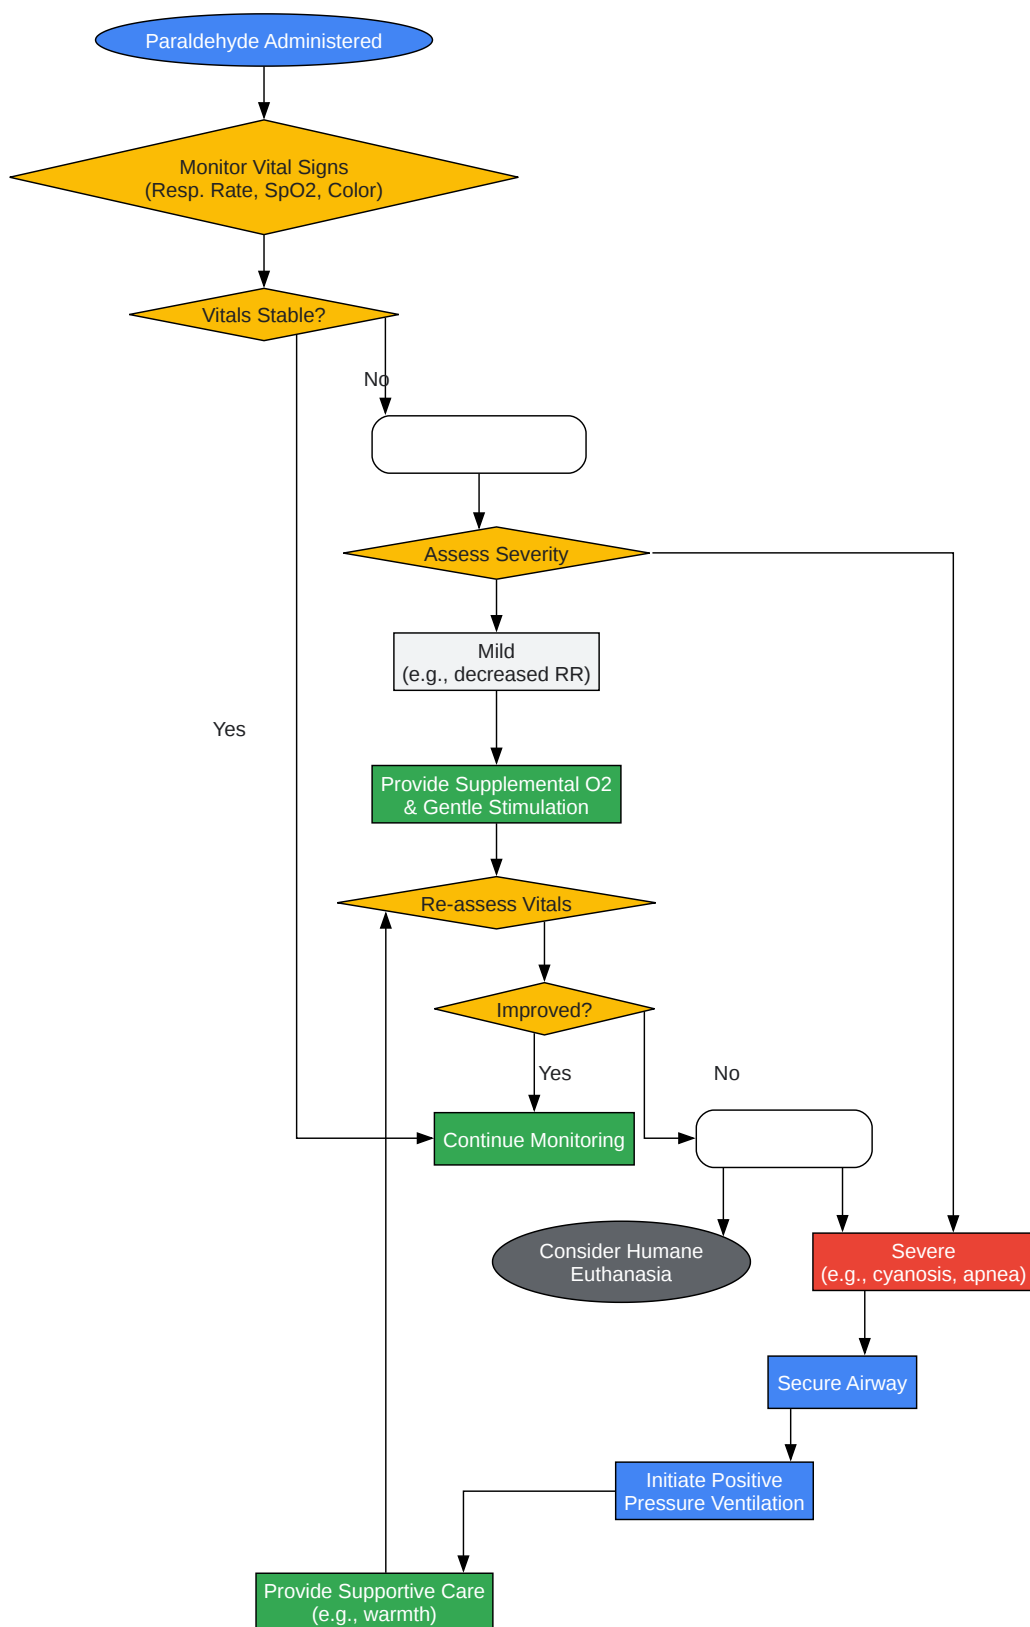 Paraldehyde Administered
Monitor Vital Signs
(Resp. Rate, SpO2, Color)
Vitals Stable?
No
Assess Severity
Mild
(e.g., decreased RR)
Yes
Provide Supplemental O2
& Gentle Stimulation
Re-assess Vitals
Improved?
Yes
No
Continue Monitoring
Consider Humane
Euthanasia
Severe
(e.g., cyanosis, apnea)
Secure Airway
Initiate Positive
Pressure Ventilation
Provide Supportive Care
(e.g., warmth)